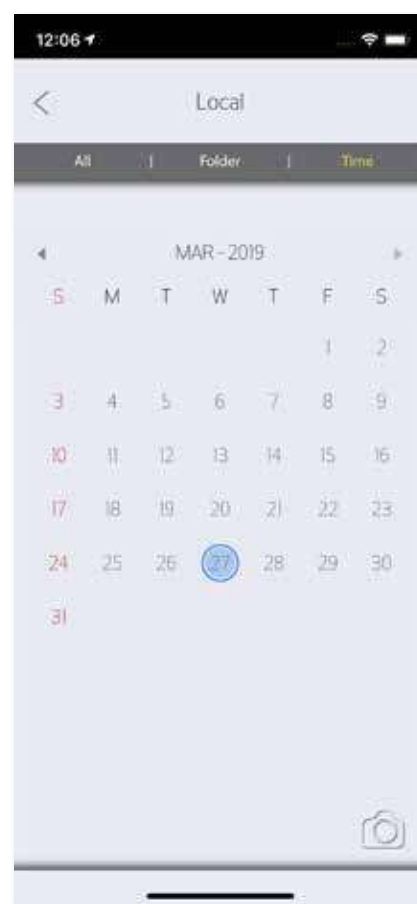 12:06
Local
All | Folder | Time
MAR - 2019
S M T W T F S
1 2
3 4 5 6 7 8 9
10 11 12 13 14 15 16
17 18 19 20 21 22 23
24 25 26 27 28 29 30
31